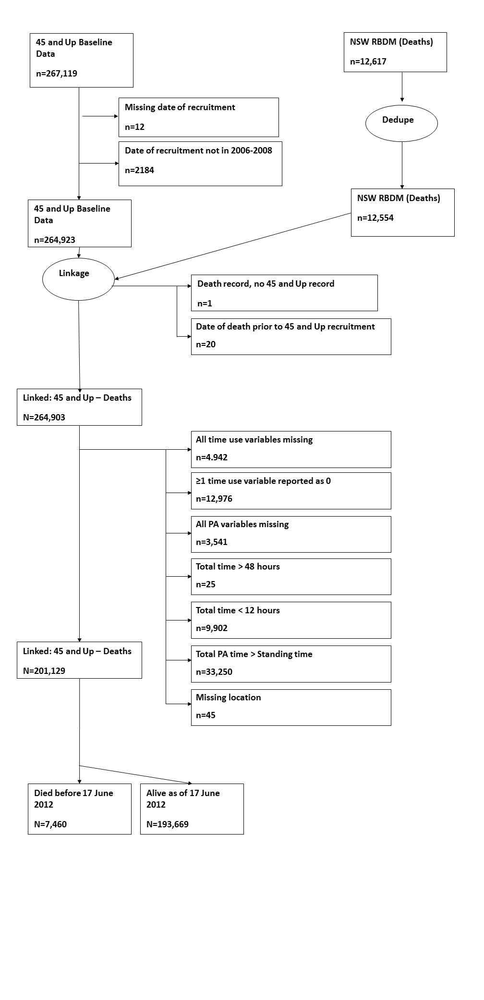 45 and Up Baseline
Data
n=267,119
NSW RBDM (Deaths)
n=12,617
Missing date of recruitment
n=12
Dedupe
Date of recruitment not in 2006-2008
n=2184
45 and Up Baseline
Data
n=264,923
NSW RBDM (Deaths)
n=12,554
Linkage
Death record, no 45 and Up record
n=1
Date of death prior to 45 and Up recruitment
n=20
Linked: 45 and Up – Deaths
N=264,903
All time use variables missing
n=4.942
≥1 time use variable reported as 0
n=12,976
All PA variables missing
n=3,541
Total time > 48 hours
n=25
Total time < 12 hours
n=9,902
Linked: 45 and Up – Deaths
N=201,129
Total PA time > Standing time
n=33,250
Missing location
n=45
Died before 17 June
2012
N=7,460
Alive as of 17 June
2012
N=193,669